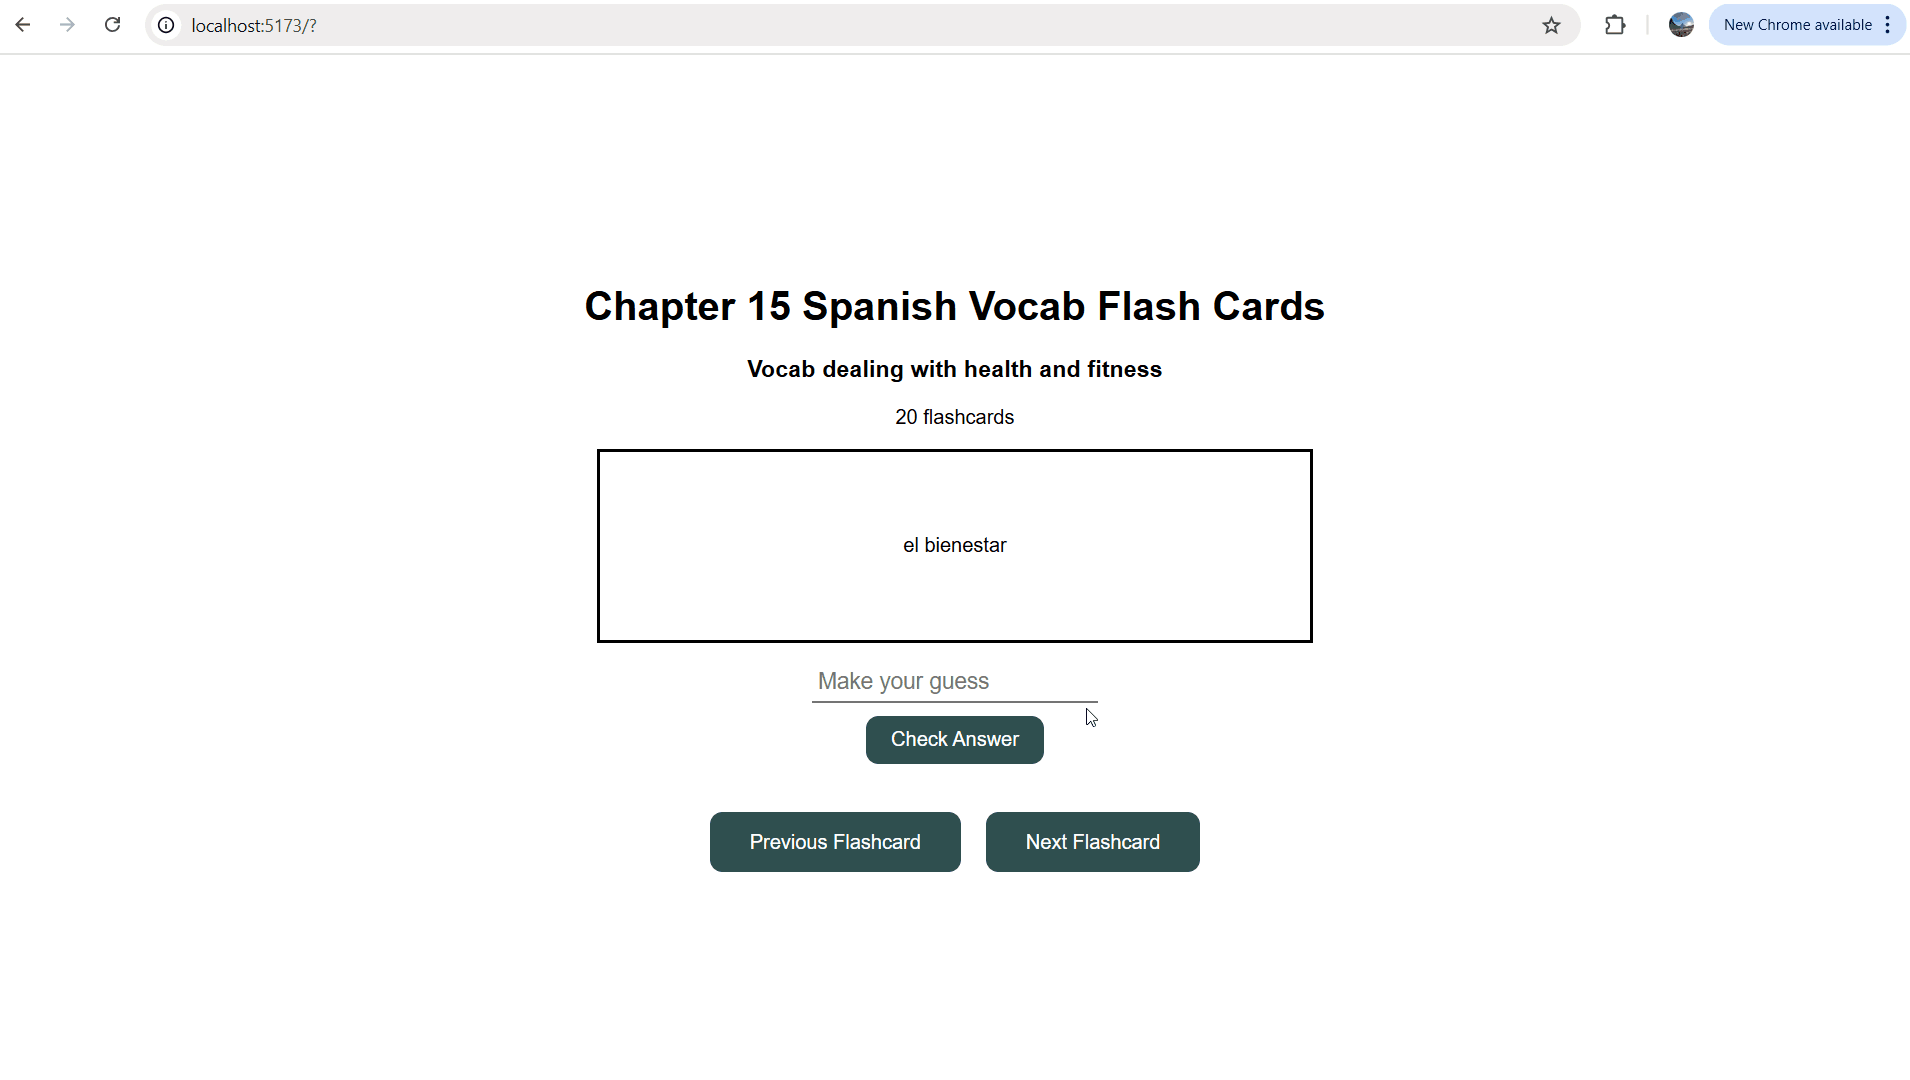 localhost:5173/?
New Chrome available
Chapter 15 Spanish Vocab Flash Cards
Vocab dealing with health and fitness
20 flashcards
el bienestar
Make your guess
Check Answer
Previous Flashcard
Next Flashcard